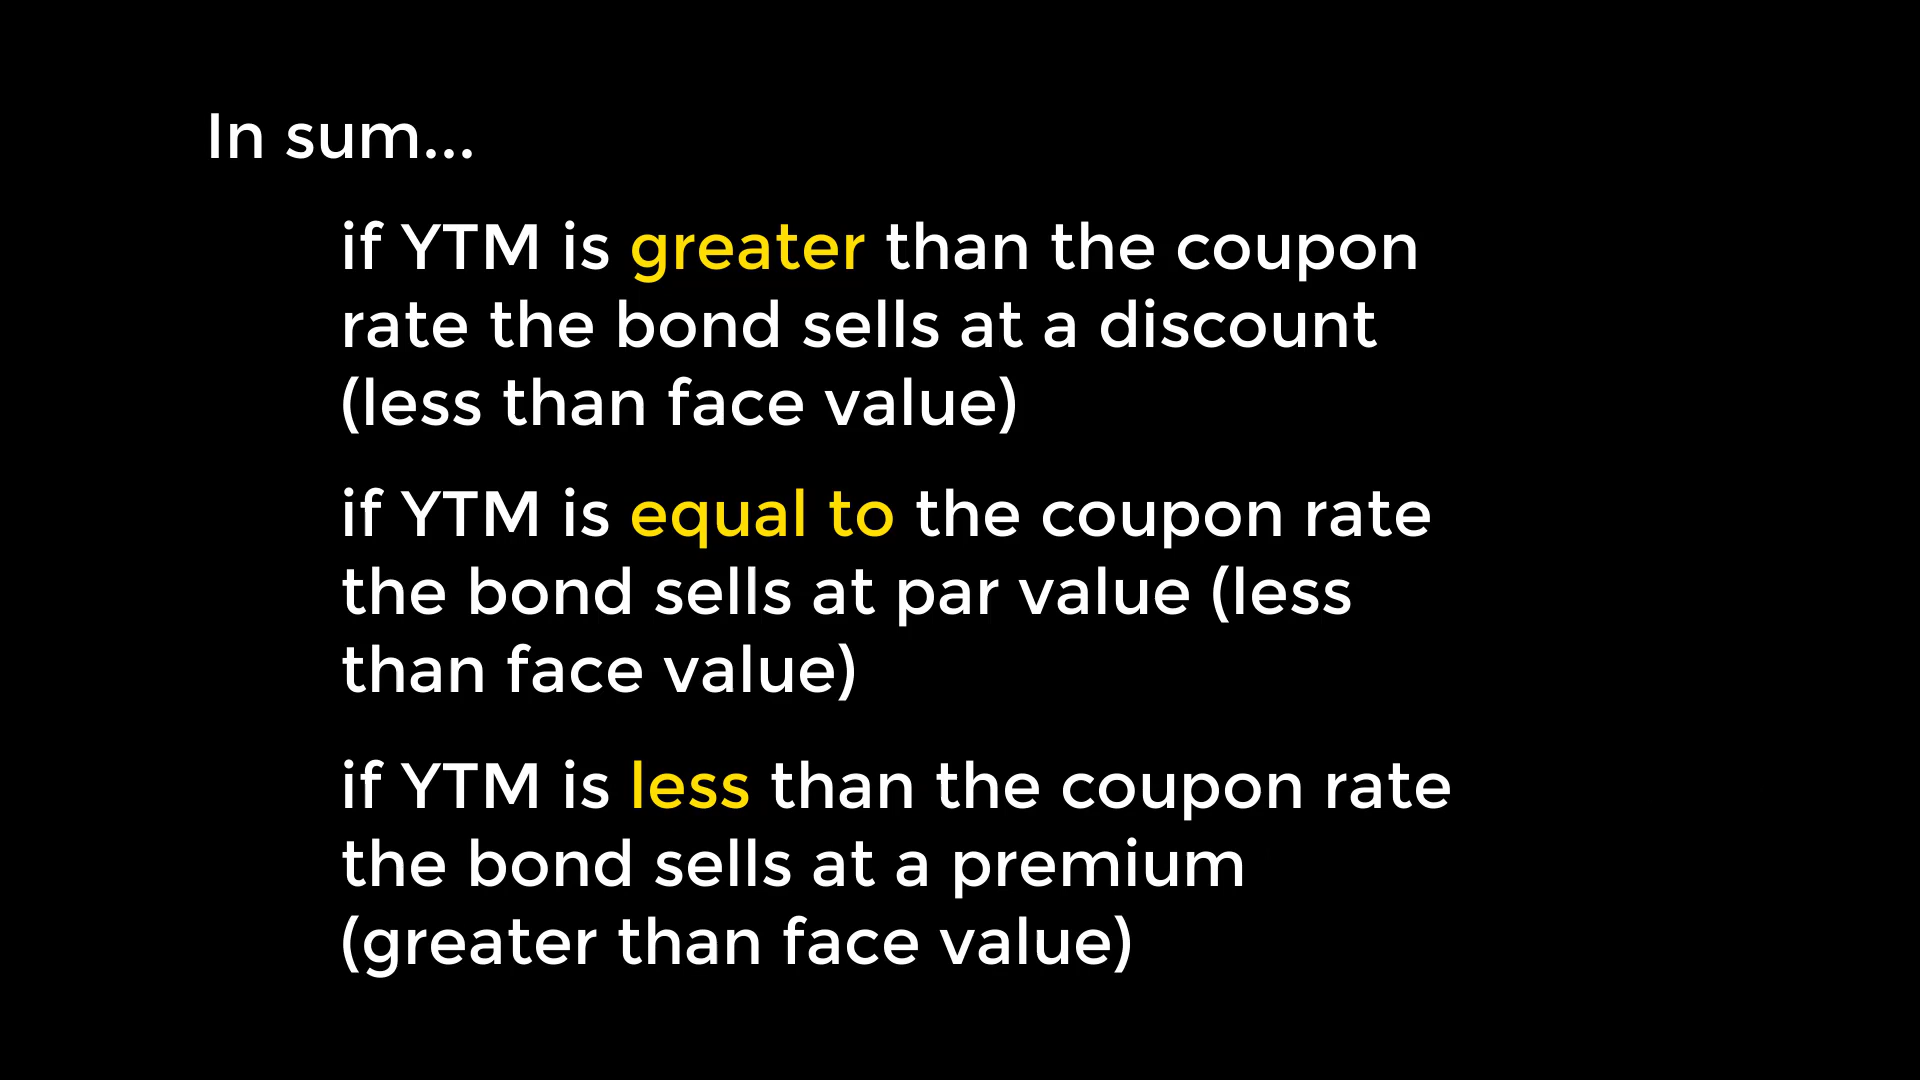 In sum...
if YTM is greater than the coupon
rate the bond sells at a discount
(less than face value)
if YTM is equal to the coupon rate
the bond sells at par value (less
than face value)
if YTM is less than the coupon rate
the bond sells at a premium
(greater than face value)